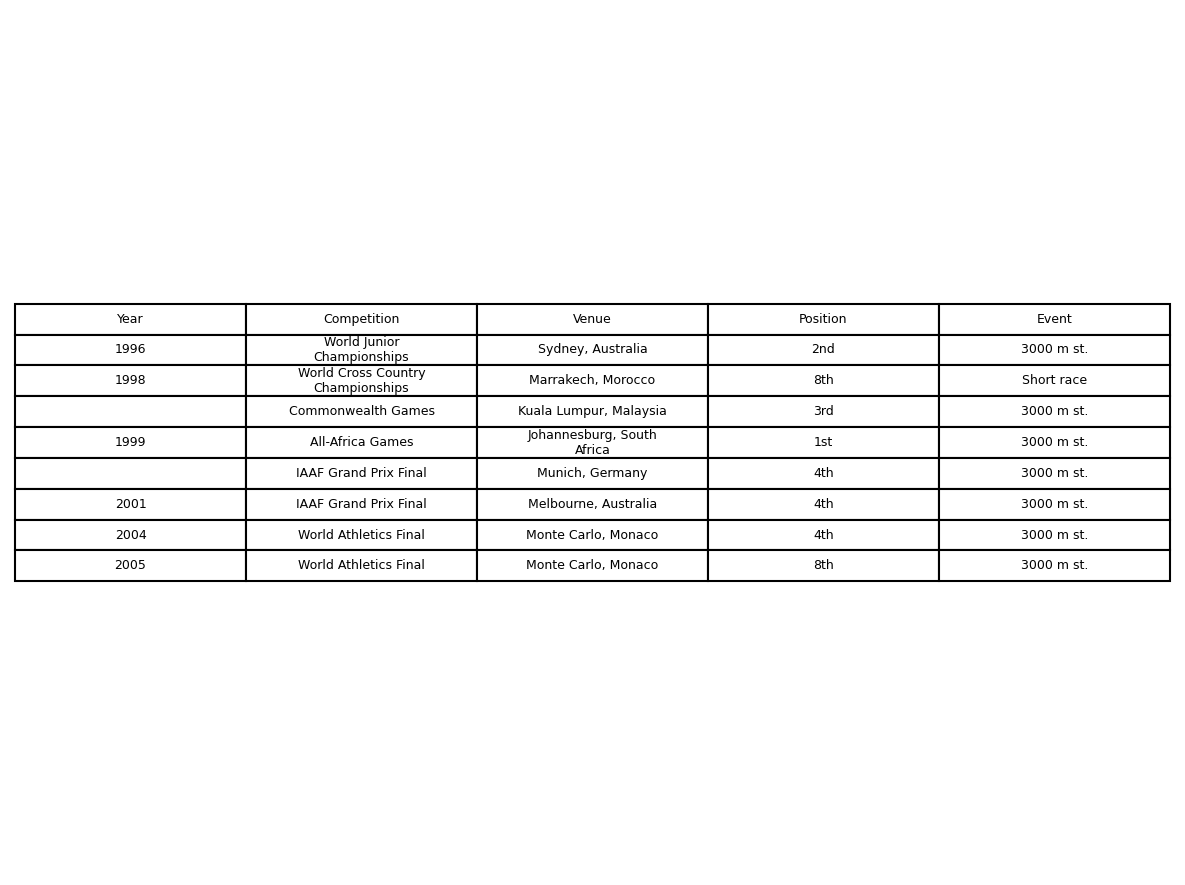 Year Competition Venue Position Event
1996 World Junior Championships Sydney, Australia 2nd 3000 m st.
1998 World Cross Country Championships Marrakech, Morocco 8th Short race
Commonwealth Games Kuala Lumpur, Malaysia 3rd 3000 m st.
1999 All-Africa Games Johannesburg, South Africa 1st 3000 m st.
IAAF Grand Prix Final Munich, Germany 4th 3000 m st.
2001 IAAF Grand Prix Final Melbourne, Australia 4th 3000 m st.
2004 World Athletics Final Monte Carlo, Monaco 4th 3000 m st.
2005 World Athletics Final Monte Carlo, Monaco 8th 3000 m st.